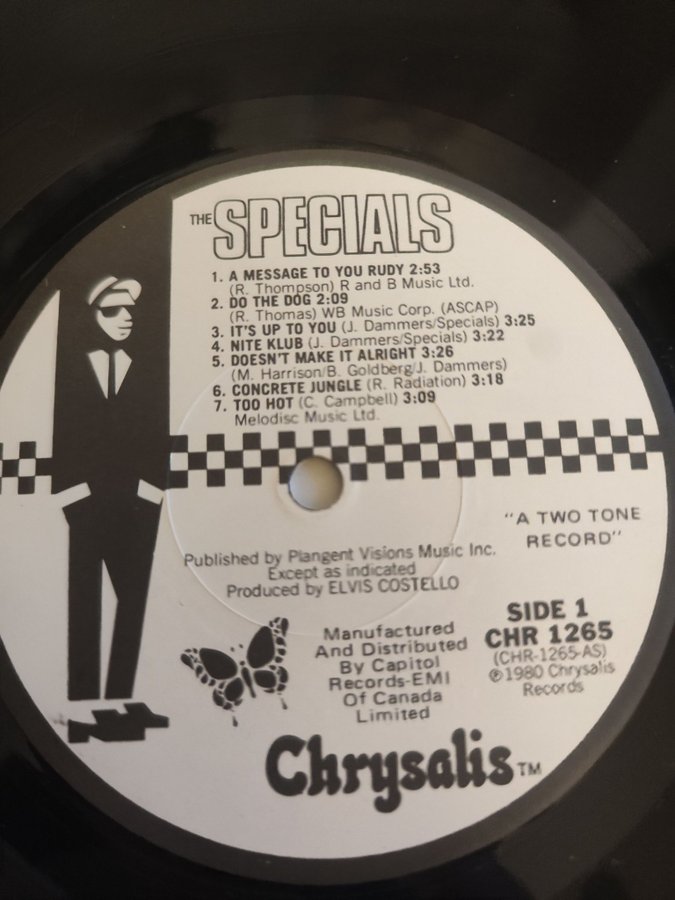 THE SPECIALS
1. A MESSAGE TO YOU RUDY 2:53
(R. Thompson) R and B Music Ltd.
2. DO THE DOG 2:09
(R. Thomas) WB Music Corp. (ASCAP)
3. IT'S UP TO YOU (J. Dammers/Specials) 3:25
4. NITE KLUB (J. Dammers/Specials) 3:22
5. DOESN'T MAKE IT ALRIGHT 3:26
(M. Harrison/B. Goldberg/J. Dammers)
6. CONCRETE JUNGLE (R. Radiation) 3:18
7. TOO HOT (C. Campbell) 3:09
Melodisc Music Ltd.
"A TWO TONE
RECORD"
Published by Plangent Visions Music Inc.
Except as indicated
Produced by ELVIS COSTELLO
SIDE 1
CHR 1265
(CHR-1265-AS)
℗1980 Chrysalis
Records
Manufactured
And Distributed
By Capitol
Records-EMI
Of Canada
Limited
Chrysalis TM